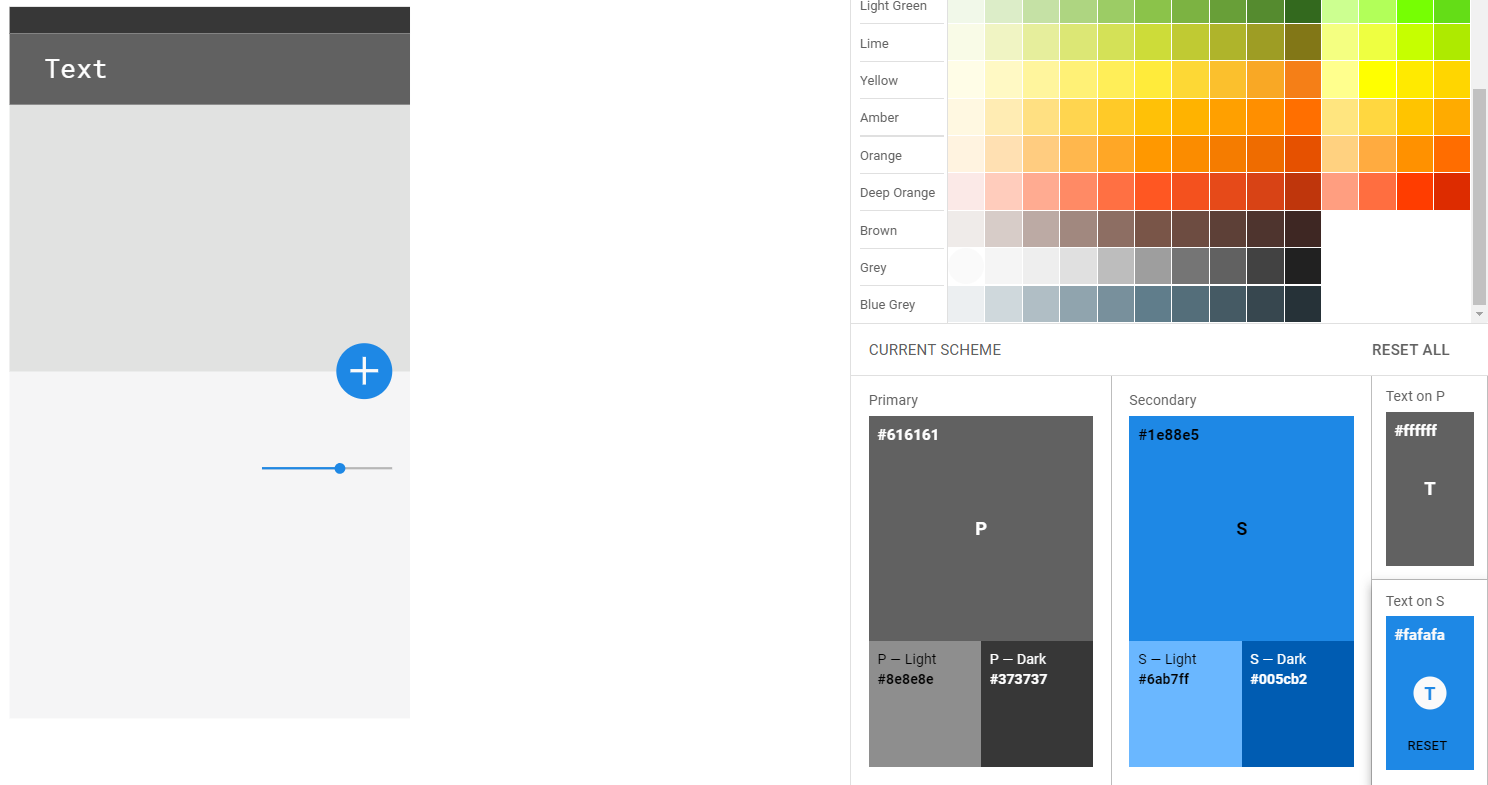 Text
Light Green
Lime
Yellow
Amber
Orange
Deep Orange
Brown
Grey
Blue Grey
CURRENT SCHEME
RESET ALL
Primary
#616161
P
P — Light
#8e8e8e
P — Dark
#373737
Secondary
#1e88e5
S
S — Light
#6ab7ff
S — Dark
#005cb2
Text on P
#ffffff
T
Text on S
#fafafa
T
RESET